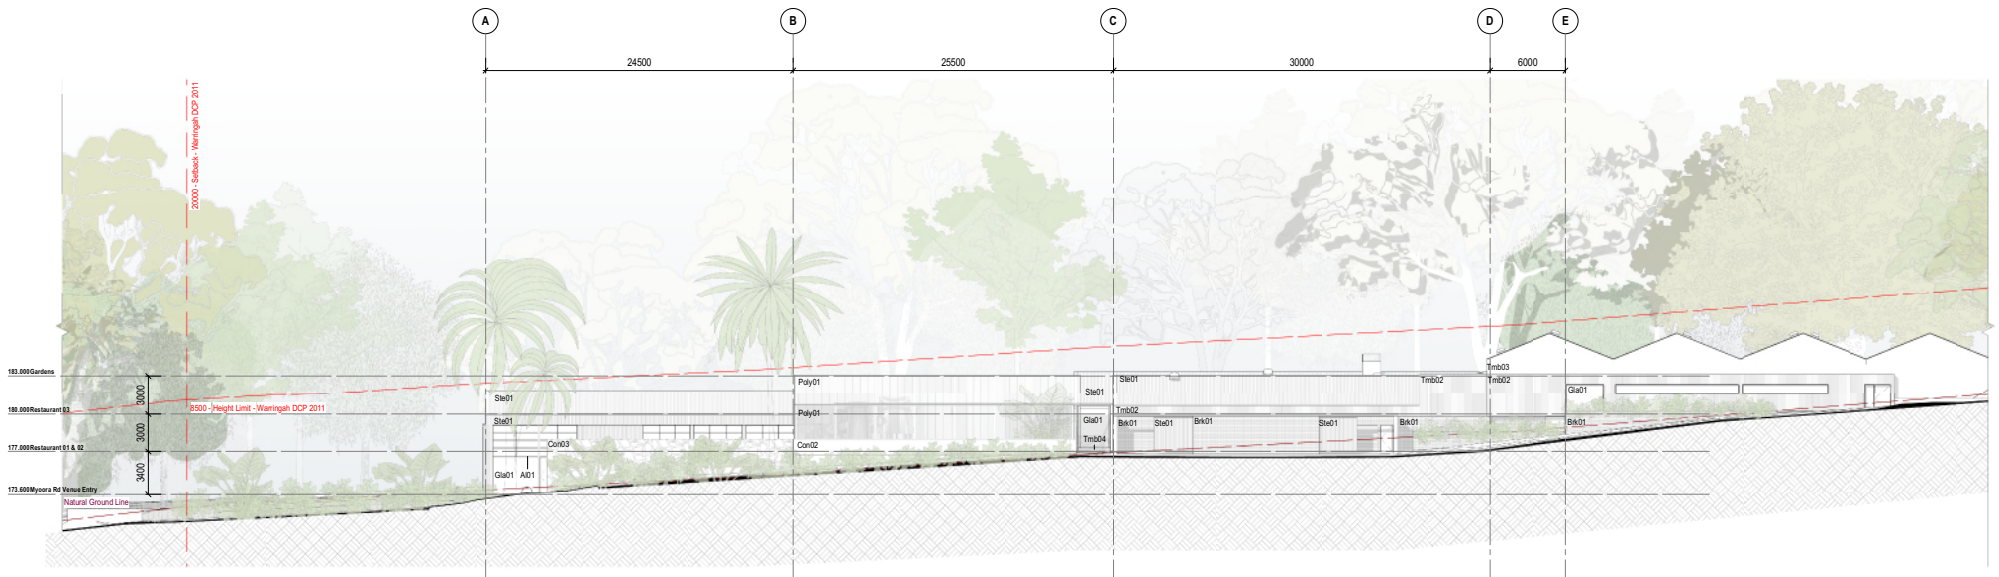 A
B
C
D
E
24500
25500
30000
6000
20000 - Setback - Warringah DCP 2011
183.000 Gardens
3000
180.000 Restaurant 03
8500 - Height Limit - Warringah DCP 2011
3000
177.000 Restaurant 01 & 02
3400
173.600 Myoora Rd Venue Entry
Natural Ground Line
Ste01
Ste01
Con03
Gla01
Al01
Poly01
Poly01
Con02
Ste01
Gla01
Tmb04
Ste01
Tmb02
Tmb02
Brk01
Ste01
Brk01
Ste01
Brk01
Tmb03
Tmb02
Gla01
Brk01